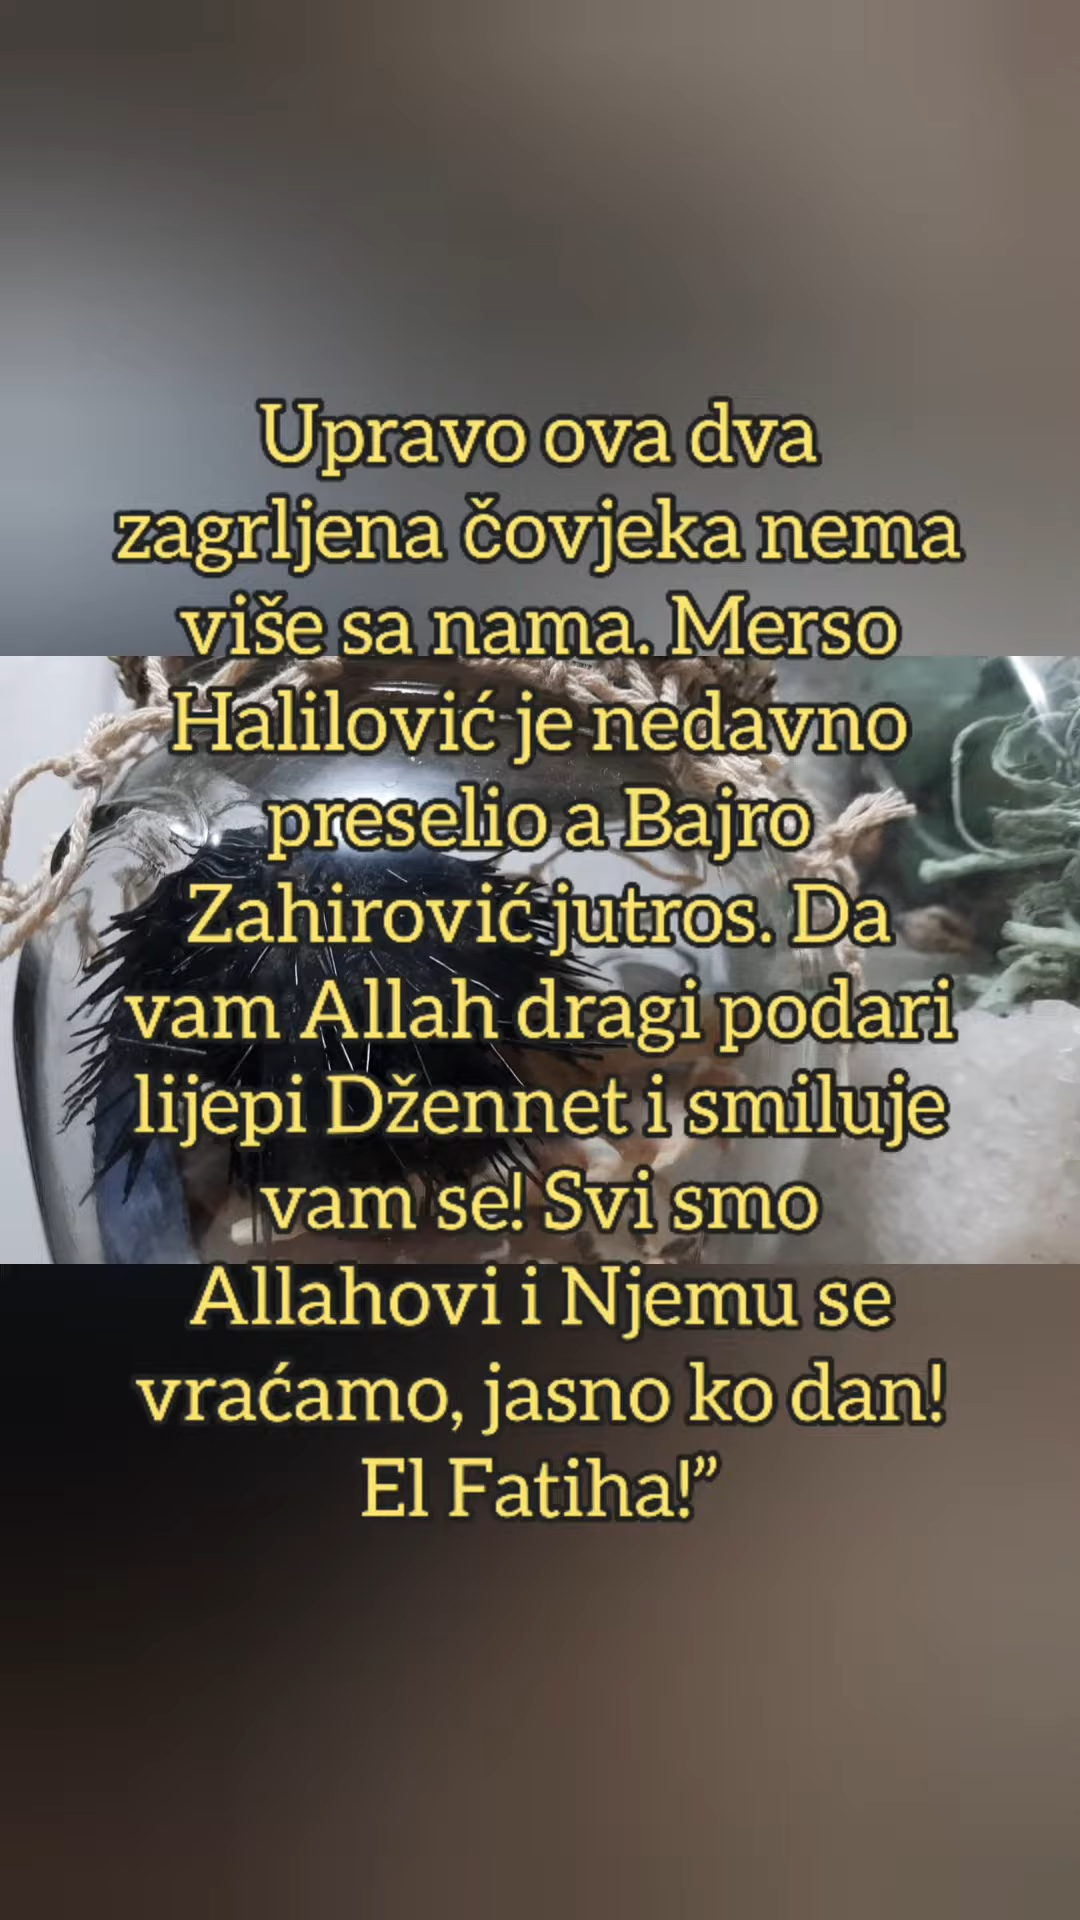 Upravo ova dva
zagrljena čovjeka nema
više sa nama. Merso
Halilović je nedavno
preselio a Bajro
Zahirović jutros. Da
vam Allah dragi podari
lijepi Džennet i smiluje
vam se! Svi smo
Allahovi i Njemu se
vraćamo, jasno ko dan!
El Fatiha!”